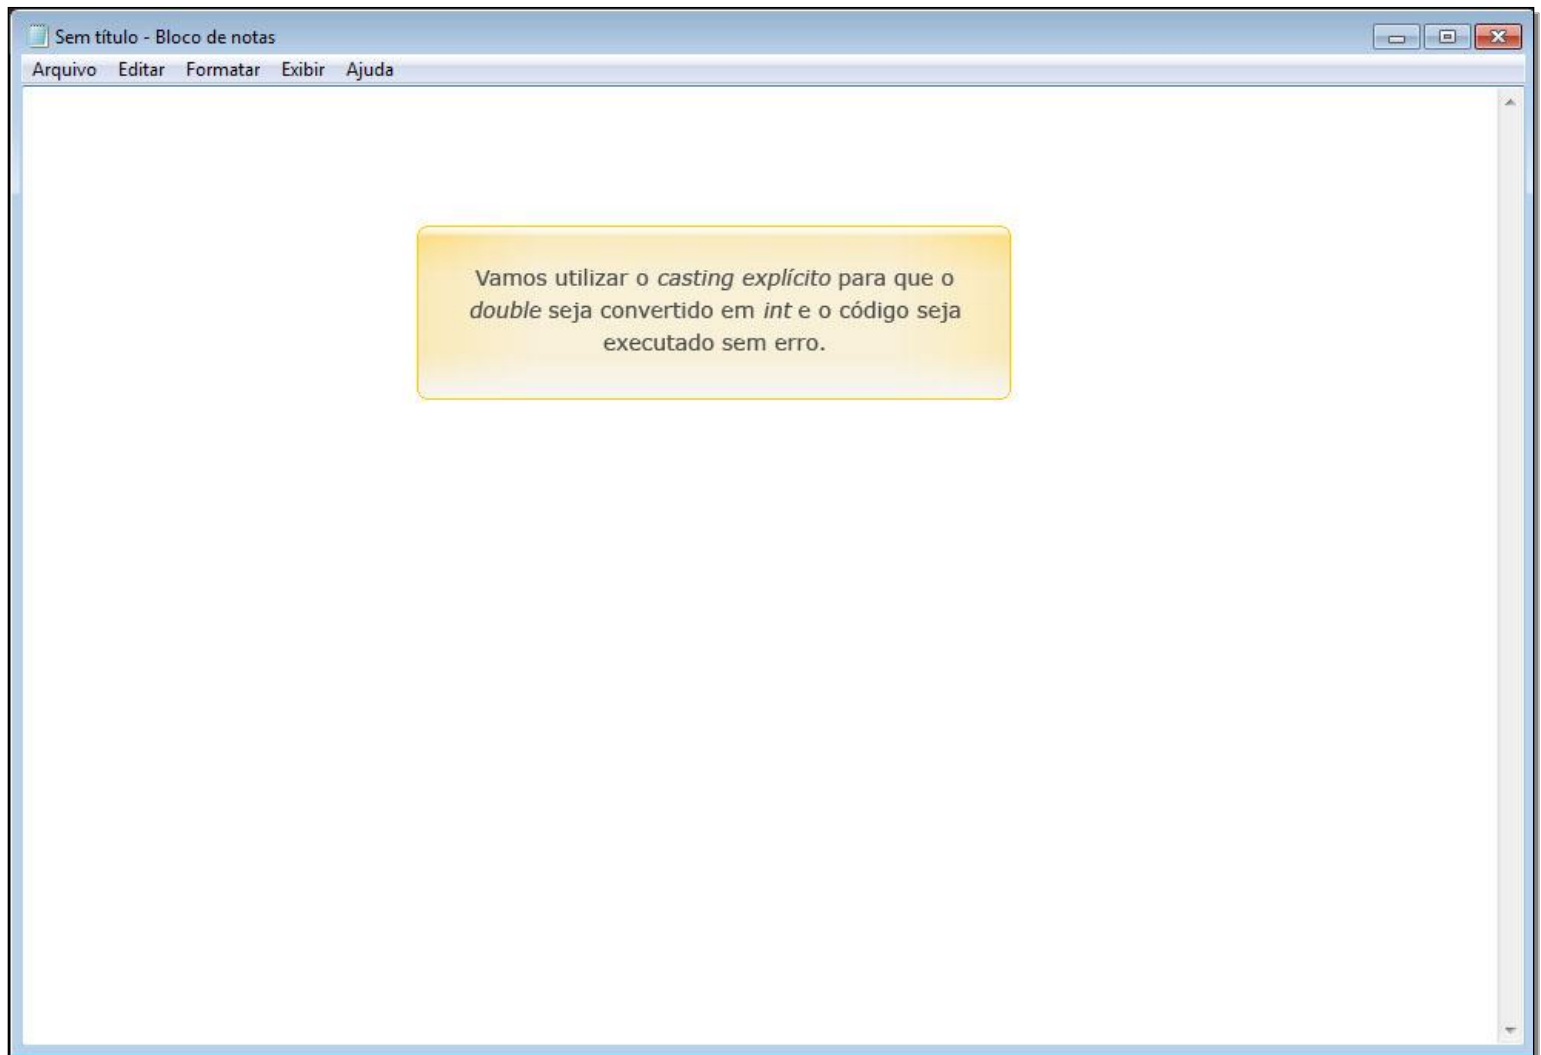 Sem título - Bloco de notas
Arquivo Editar Formatar Exibir Ajuda
Vamos utilizar o casting explícito para que o
double seja convertido em int e o código seja
executado sem erro.